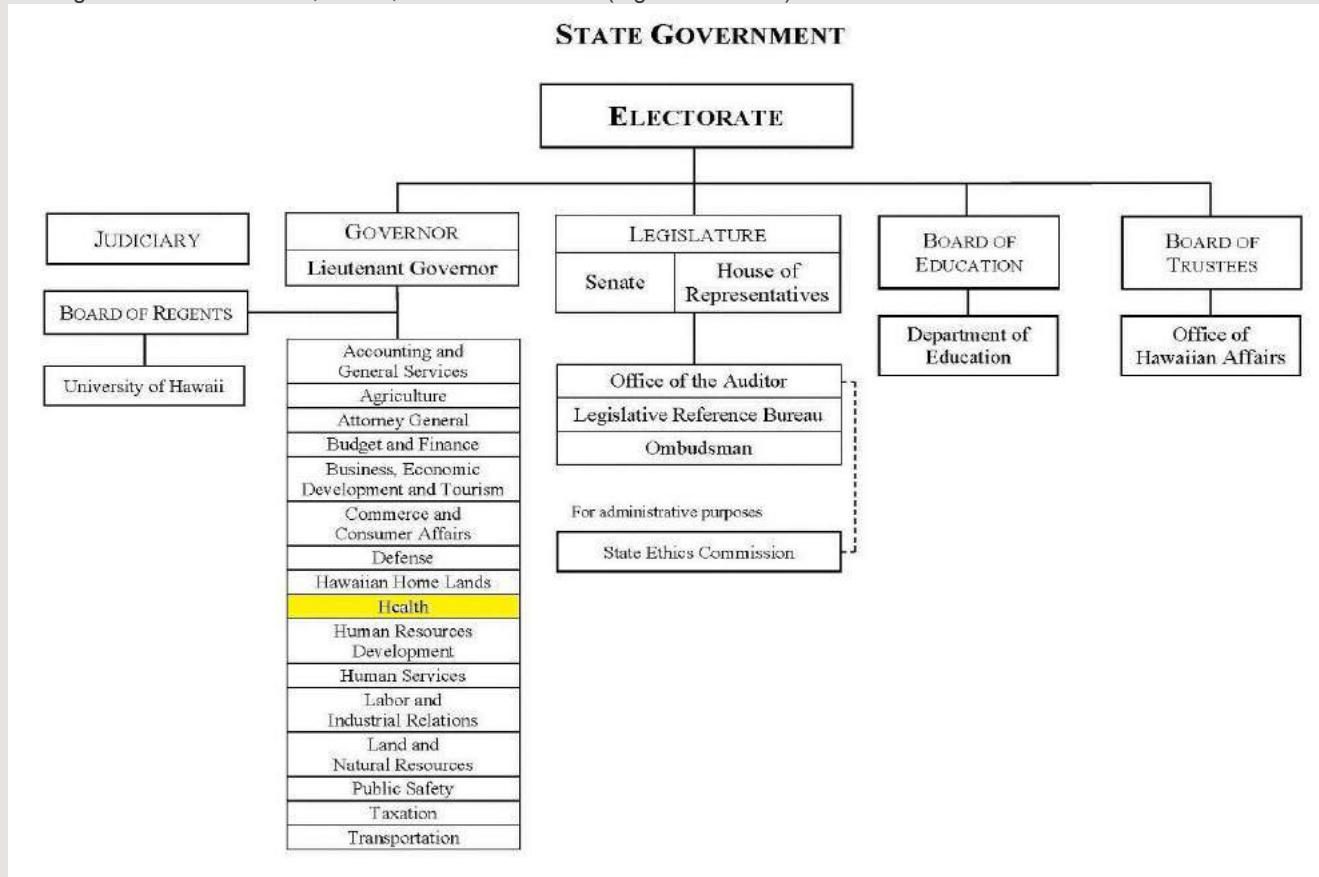 STATE GOVERNMENT
ELECTORATE
JUDICIARY
GOVERNOR
Lieutenant Governor
LEGISLATURE
Senate
House of
Representatives
BOARD OF
EDUCATION
BOARD OF
TRUSTEES
BOARD OF REGENTS
University of Hawaii
Accounting and
General Services
Agriculture
Attorney General
Budget and Finance
Business, Economic
Development and Tourism
Commerce and
Consumer Affairs
Defense
Hawaiian Home Lands
Health
Human Resources
Development
Human Services
Labor and
Industrial Relations
Land and
Natural Resources
Public Safety
Taxation
Transportation
Office of the Auditor
Legislative Reference Bureau
Ombudsman
For administrative purposes
State Ethics Commission
Department of
Education
Office of
Hawaiian Affairs